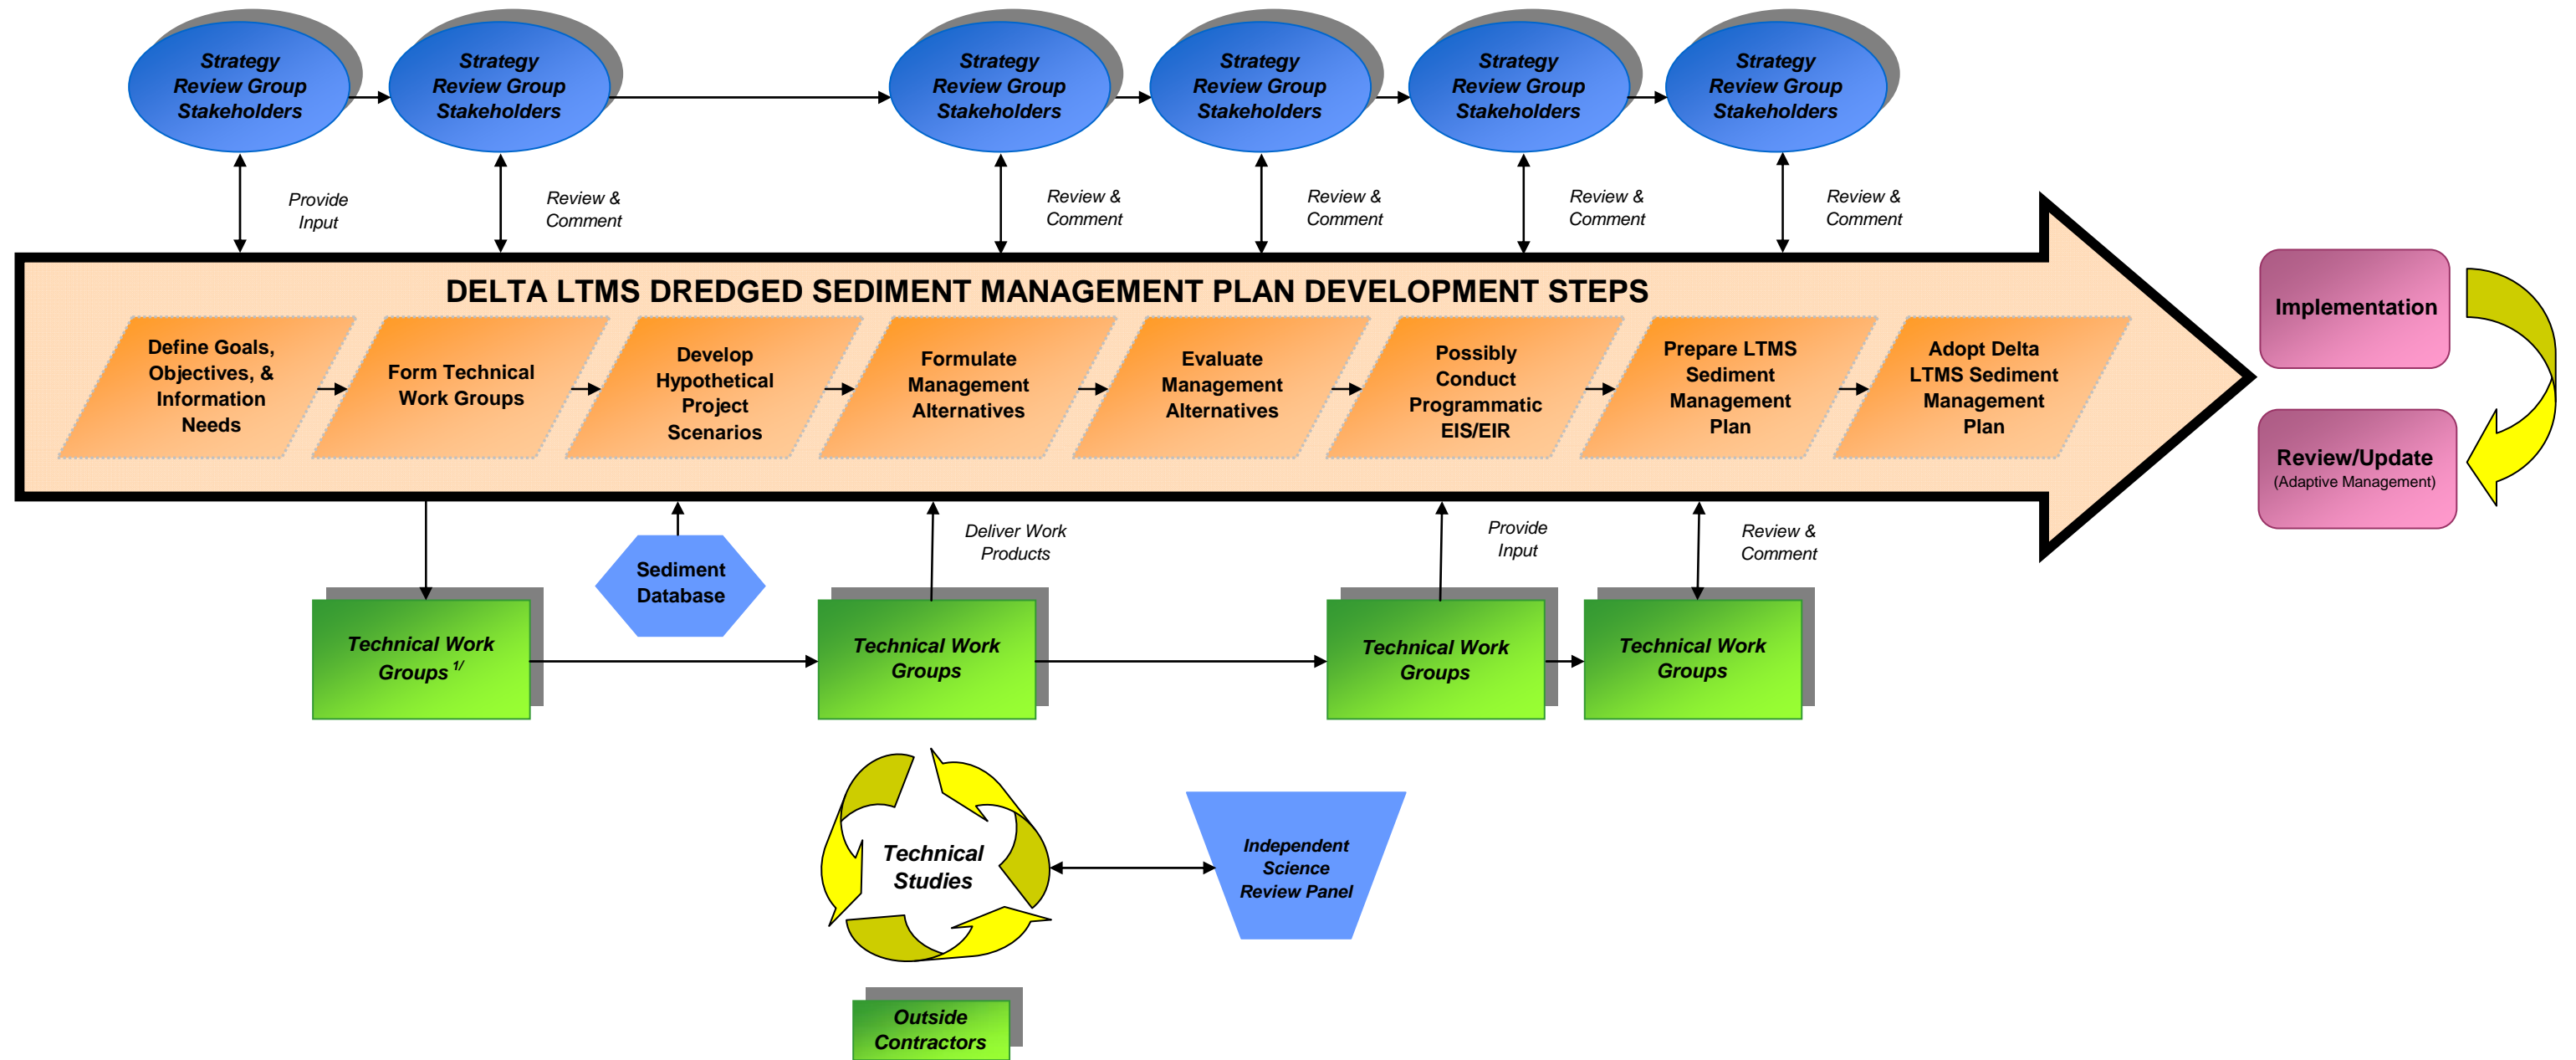 Strategy
Review Group
Stakeholders
Strategy
Review Group
Stakeholders
Strategy
Review Group
Stakeholders
Strategy
Review Group
Stakeholders
Strategy
Review Group
Stakeholders
Strategy
Review Group
Stakeholders
Provide
Input
Review &
Comment
Review &
Comment
Review &
Comment
Review &
Comment
Review &
Comment
DELTA LTMS DREDGED SEDIMENT MANAGEMENT PLAN DEVELOPMENT STEPS
Define Goals,
Objectives, &
Information
Needs
Form Technical
Work Groups
Develop
Hypothetical
Project
Scenarios
Formulate
Management
Alternatives
Evaluate
Management
Alternatives
Possibly
Conduct
Programmatic
EIS/EIR
Prepare LTMS
Sediment
Management
Plan
Adopt Delta
LTMS Sediment
Management
Plan
Implementation
Review/Update
(Adaptive Management)
Deliver Work
Products
Provide
Input
Review &
Comment
Sediment
Database
Technical Work
Groups 1/
Technical Work
Groups
Technical Work
Groups
Technical Work
Groups
Technical
Studies
Independent
Science
Review Panel
Outside
Contractors